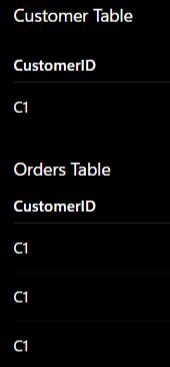 Customer Table
CustomerID
C1
Orders Table
CustomerID
C1
C1
C1